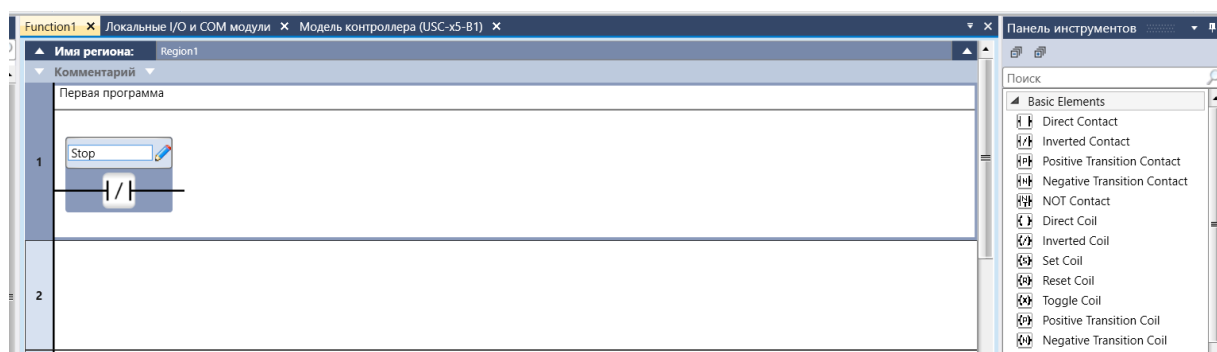 Function1 Локальные I/O и COM модули Модель контроллера (USC-x5-B1)
Имя региона: Region1
Комментарий
Первая программа
1
Stop
2
Панель инструментов
Поиск
Basic Elements
Direct Contact
Inverted Contact
Positive Transition Contact
Negative Transition Contact
NOT Contact
Direct Coil
Inverted Coil
Set Coil
Reset Coil
Toggle Coil
Positive Transition Coil
Negative Transition Coil